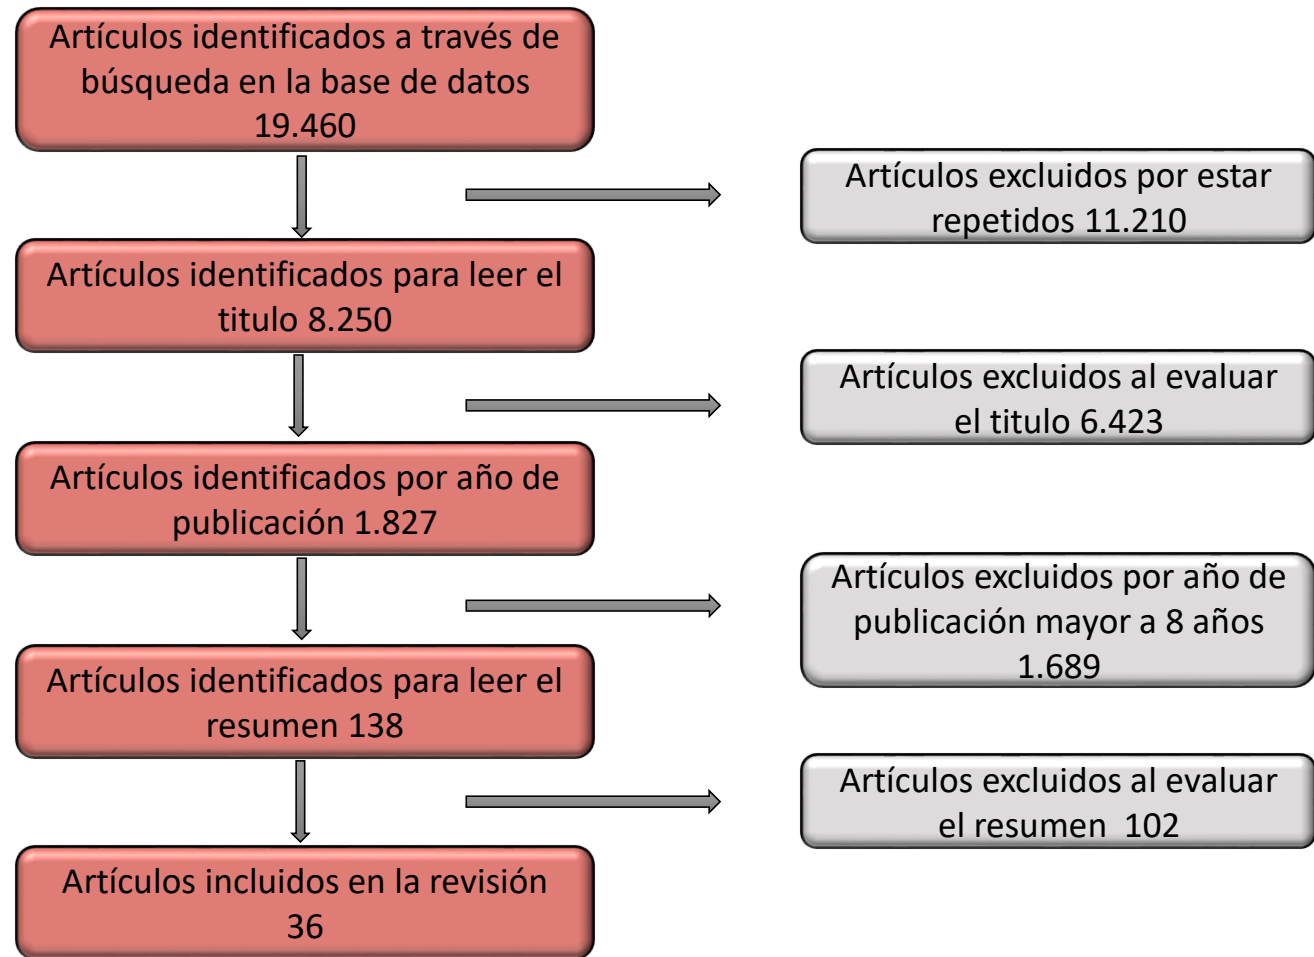 Artículos identificados a través de
búsqueda en la base de datos
19.460
Artículos excluidos por estar
repetidos 11.210
Artículos identificados para leer el
titulo 8.250
Artículos excluidos al evaluar
el titulo 6.423
Artículos identificados por año de
publicación 1.827
Artículos excluidos por año de
publicación mayor a 8 años
1.689
Artículos identificados para leer el
resumen 138
Artículos excluidos al evaluar
el resumen 102
Artículos incluidos en la revisión
36